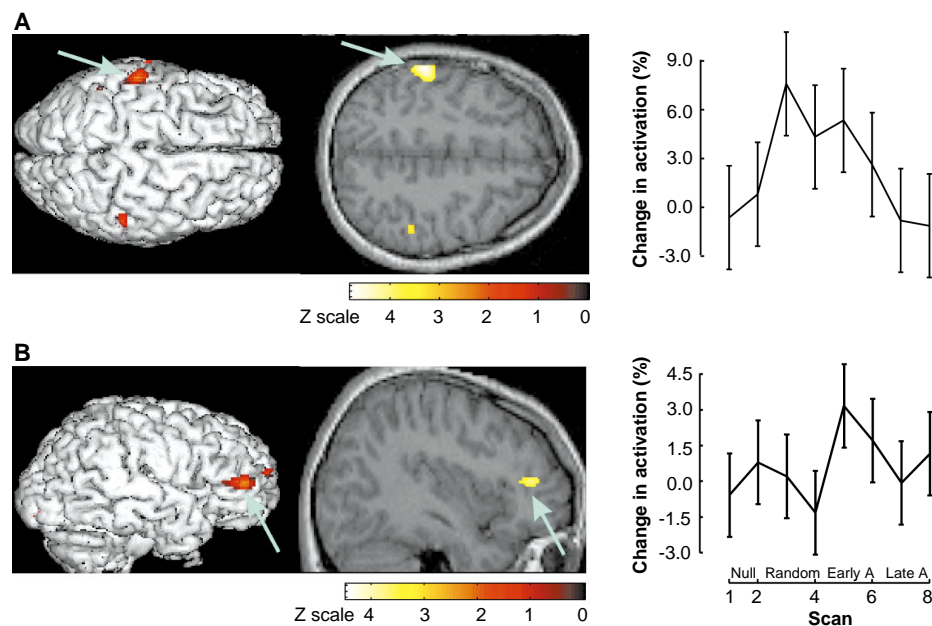 A
Change in activation (%)
9.0
6.0
3.0
0.0
-3.0
Z scale 4 3 2 1 0
B
Change in activation (%)
4.5
3.0
1.5
0.0
-1.5
-3.0
Null Random Early A Late A
1 2 4 6 8
Scan
Z scale 4 3 2 1 0